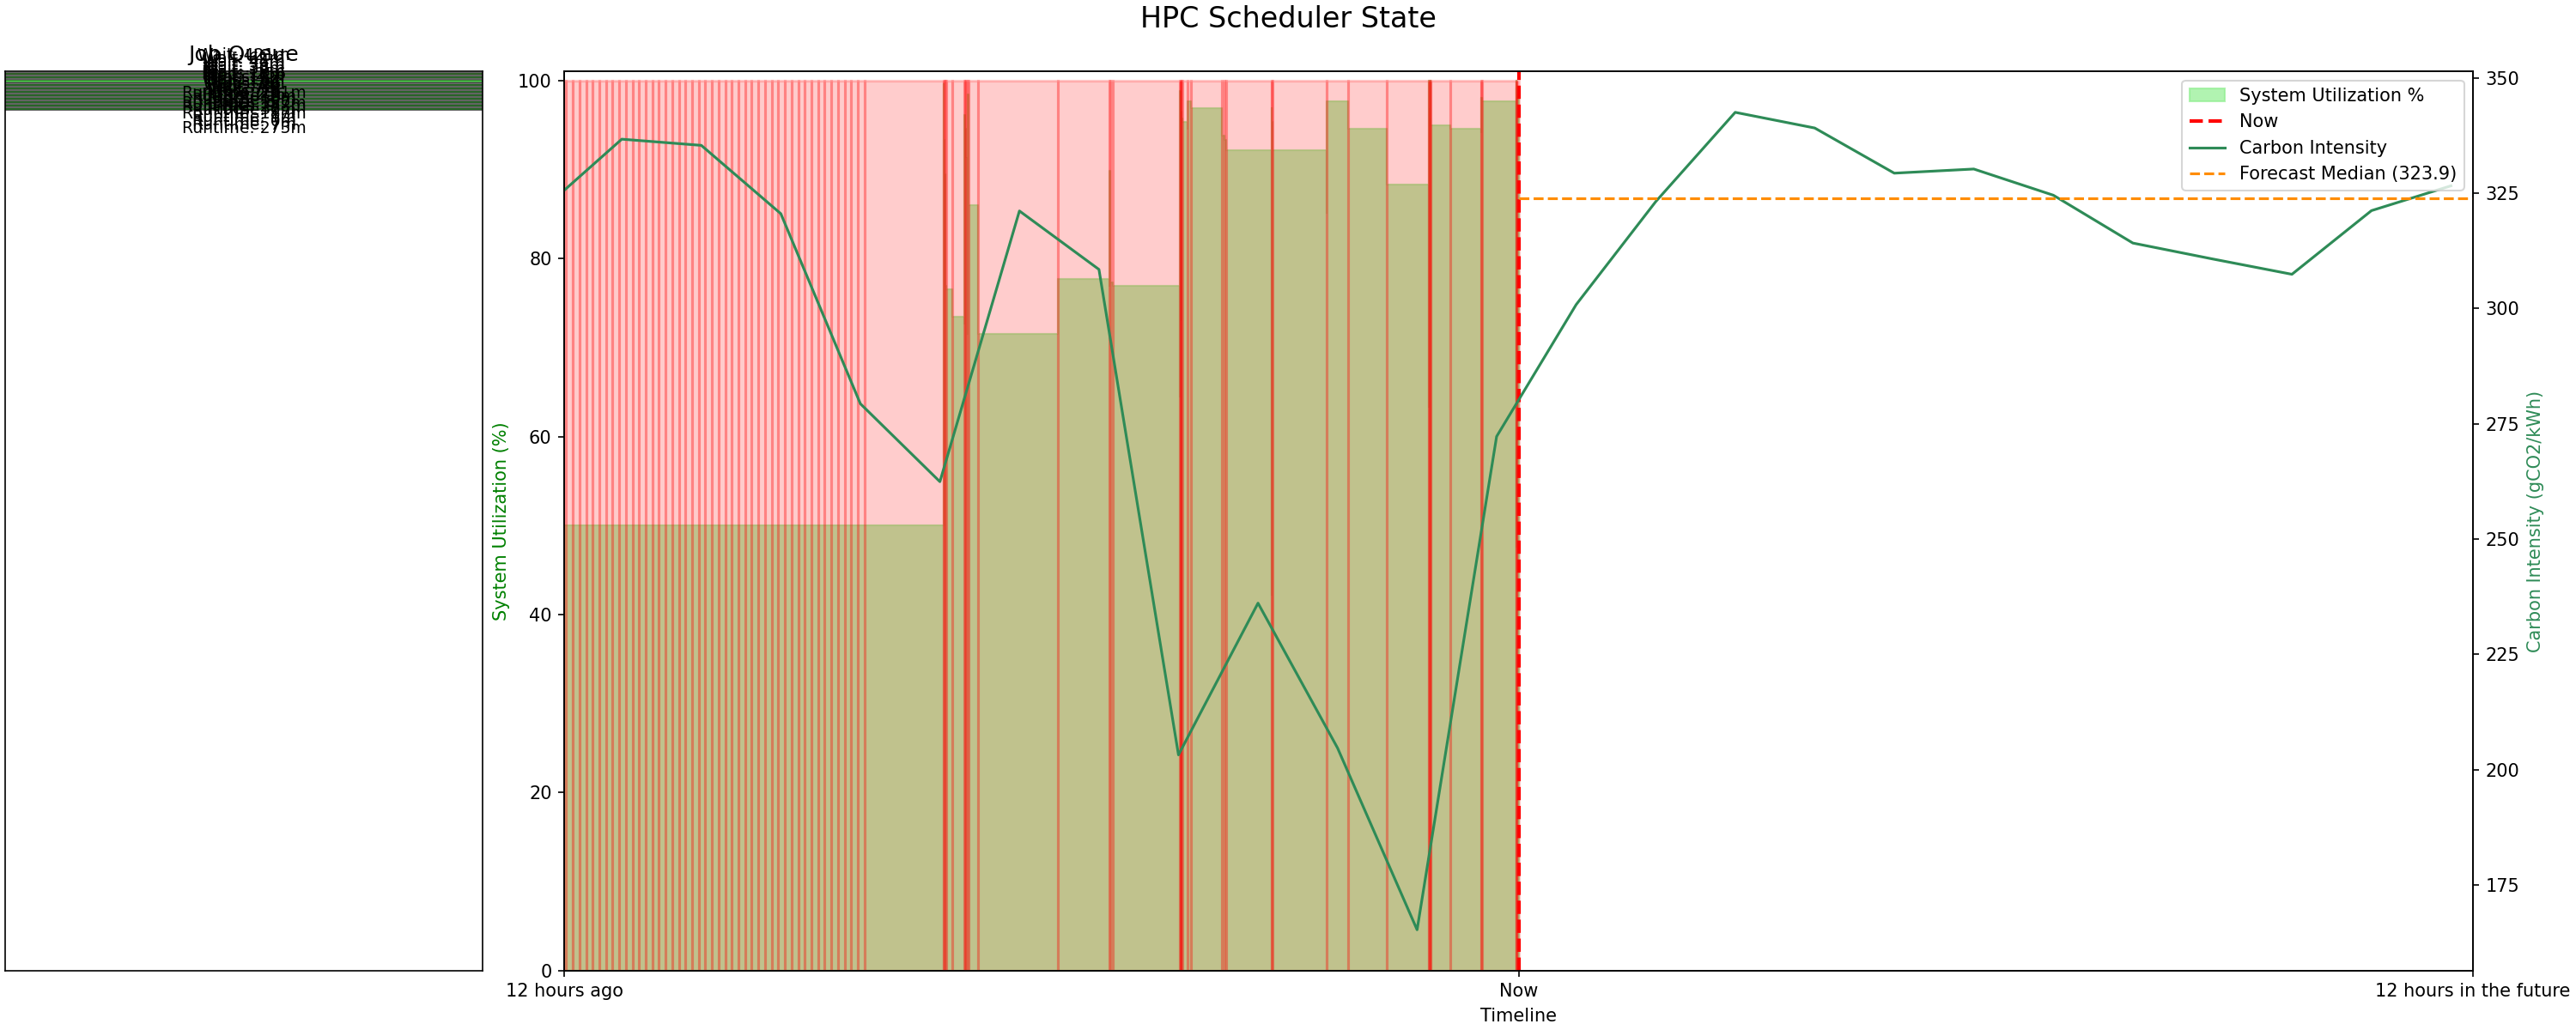 HPC Scheduler State
Job Queue
Runtime: 275m
System Utilization (%)
100
80
60
40
20
0
12 hours ago
Now
12 hours in the future
Timeline
350
325
300
275
250
225
200
175
Carbon Intensity (gCO2/kWh)
System Utilization %
Now
Carbon Intensity
Forecast Median (323.9)